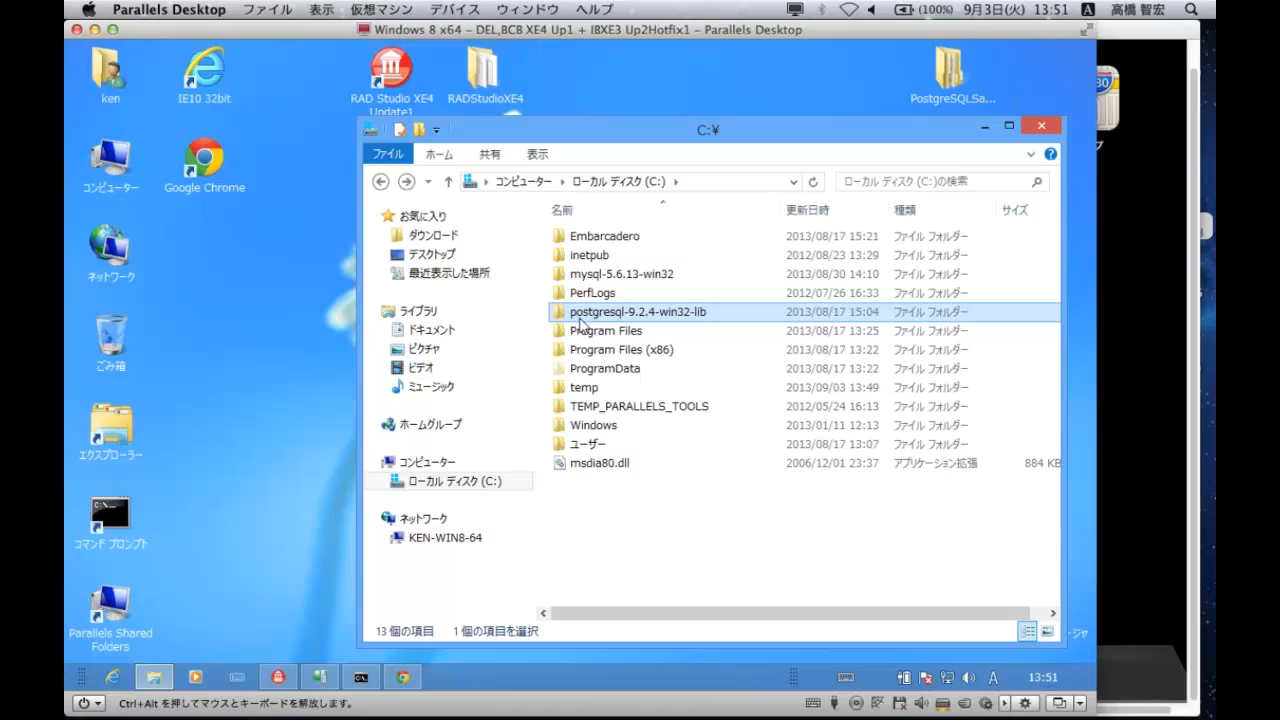 Parallels Desktop ファイル 表示 仮想マシン デバイス ウィンドウ ヘルプ (100%) 9月3日(火) 13:51 A 高橋 智宏
Windows 8 x64 – DEL,BCB XE4 Up1 + IBXE3 Up2Hotfix1 – Parallels Desktop
ken
IE10 32bit
RAD Studio XE4 Update1
RADStudioXE4
PostgreSQLSa...
コンピューター
Google Chrome
ネットワーク
ごみ箱
エクスプローラー
コマンド プロンプト
Parallels Shared Folders
C:¥
ファイル ホーム 共有 表示
コンピューター ローカル ディスク (C:)
ローカル ディスク (C:)の検索
お気に入り
ダウンロード
デスクトップ
最近表示した場所
ライブラリ
ドキュメント
ピクチャ
ビデオ
ミュージック
ホームグループ
コンピューター
ローカル ディスク (C:)
ネットワーク
KEN-WIN8-64
名前 更新日時 種類 サイズ
Embarcadero 2013/08/17 15:21 ファイル フォルダー
inetpub 2012/08/23 13:29 ファイル フォルダー
mysql-5.6.13-win32 2013/08/30 14:10 ファイル フォルダー
PerfLogs 2012/07/26 16:33 ファイル フォルダー
postgresql-9.2.4-win32-lib 2013/08/17 15:04 ファイル フォルダー
Program Files 2013/08/17 13:25 ファイル フォルダー
Program Files (x86) 2013/08/17 13:22 ファイル フォルダー
ProgramData 2013/08/17 13:22 ファイル フォルダー
temp 2013/09/03 13:49 ファイル フォルダー
TEMP_PARALLELS_TOOLS 2012/05/24 16:13 ファイル フォルダー
Windows 2013/01/11 12:13 ファイル フォルダー
ユーザー 2013/08/17 13:07 ファイル フォルダー
msdia80.dll 2006/12/01 23:37 アプリケーション拡張 884 KB
13 個の項目 1 個の項目を選択
A 13:51
Ctrl+Alt を押してマウスとキーボードを解放します。